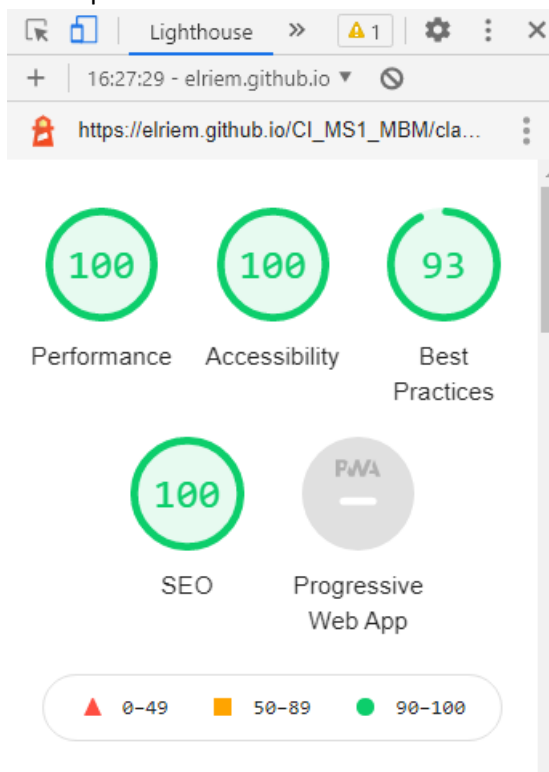 Lighthouse » 1
+ 16:27:29 - elriem.github.io ▼
https://elriem.github.io/CI_MS1_MBM/cla...
100 100 93
Performance Accessibility Best
Practices
100 PWA
SEO Progressive
Web App
0–49 50–89 90–100